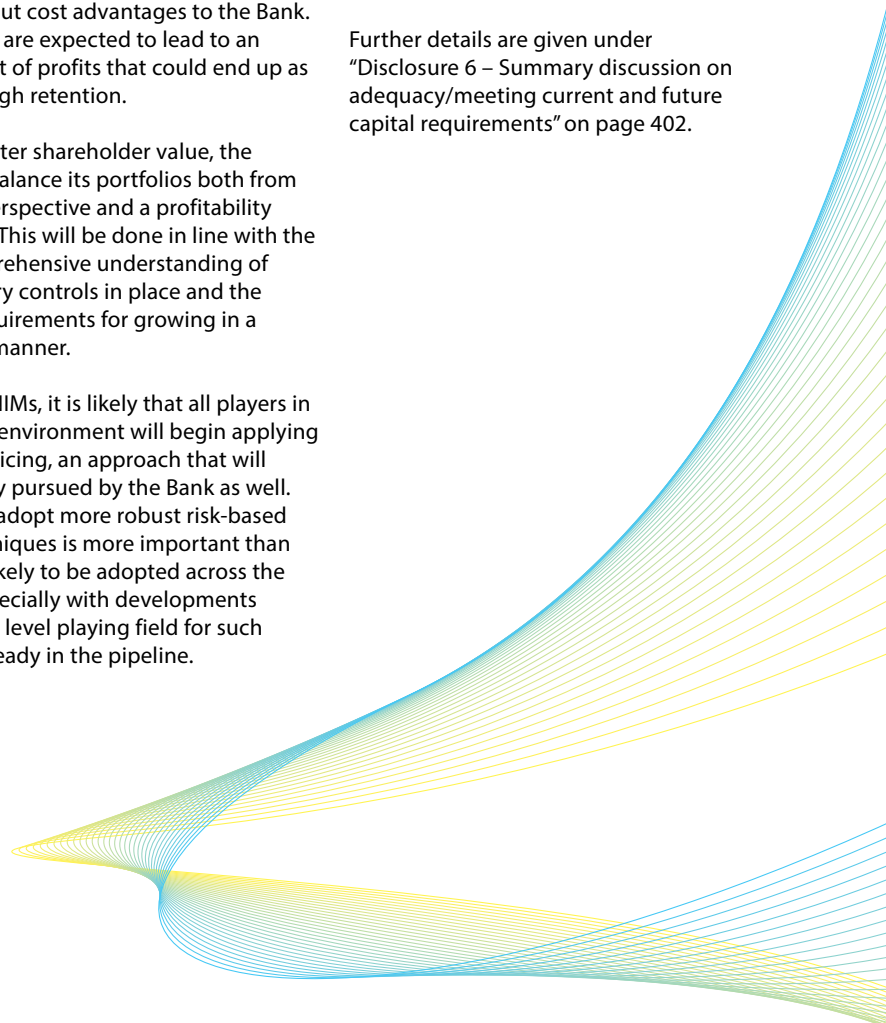 ut cost advantages to the Bank.
are expected to lead to an
t of profits that could end up as
gh retention.
ter shareholder value, the
alance its portfolios both from
erspective and a profitability
This will be done in line with the
rehensive understanding of
ry controls in place and the
uirements for growing in a
manner.
IIMs, it is likely that all players in
environment will begin applying
icing, an approach that will
y pursued by the Bank as well.
adopt more robust risk-based
niques is more important than
kely to be adopted across the
ecially with developments
level playing field for such
eady in the pipeline.
Further details are given under
“Disclosure 6 – Summary discussion on
adequacy/meeting current and future
capital requirements” on page 402.